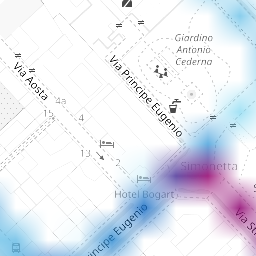 Giardino
Antonio
Cederna
Via Principe Eugenio
Via Aosta
4a
15
4
13
2
Simonetta
Hotel Bogart
Principe Eugenio
Via St